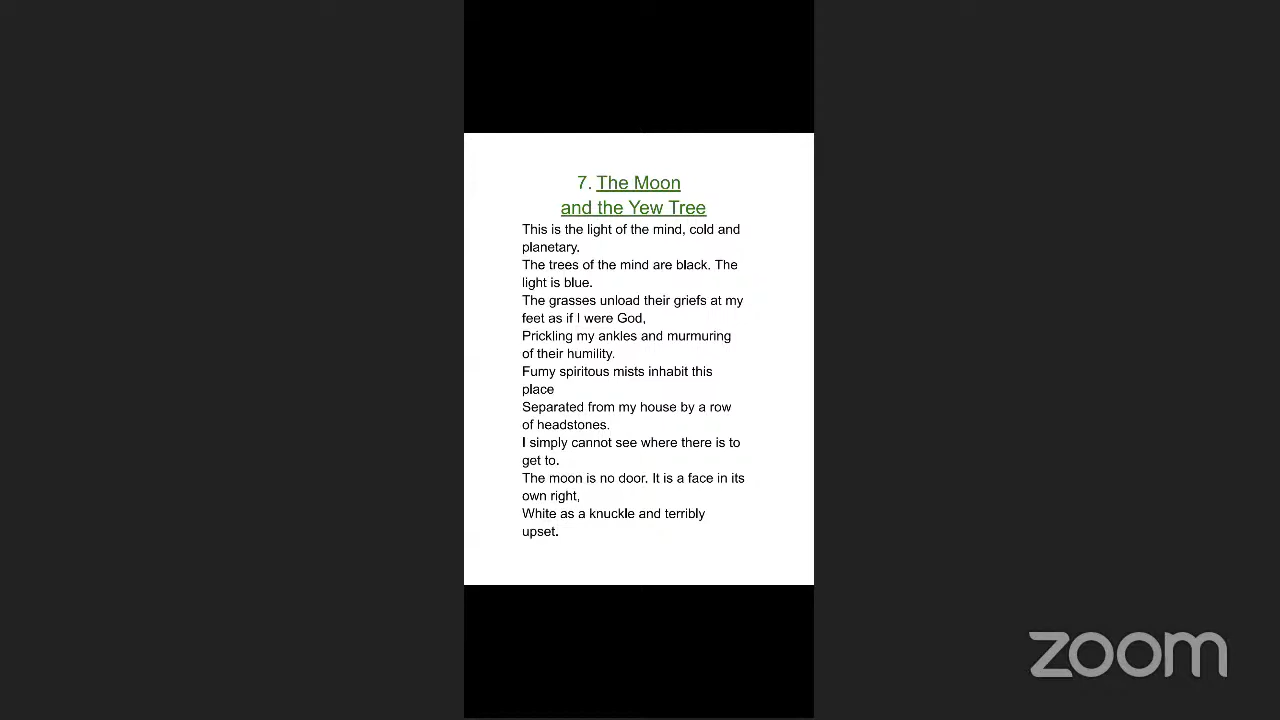 7. The Moon
and the Yew Tree
This is the light of the mind, cold and
planetary.
The trees of the mind are black. The
light is blue.
The grasses unload their griefs at my
feet as if I were God,
Prickling my ankles and murmuring
of their humility.
Fumy spiritous mists inhabit this
place
Separated from my house by a row
of headstones.
I simply cannot see where there is to
get to.
The moon is no door. It is a face in its
own right,
White as a knuckle and terribly
upset.
zoom